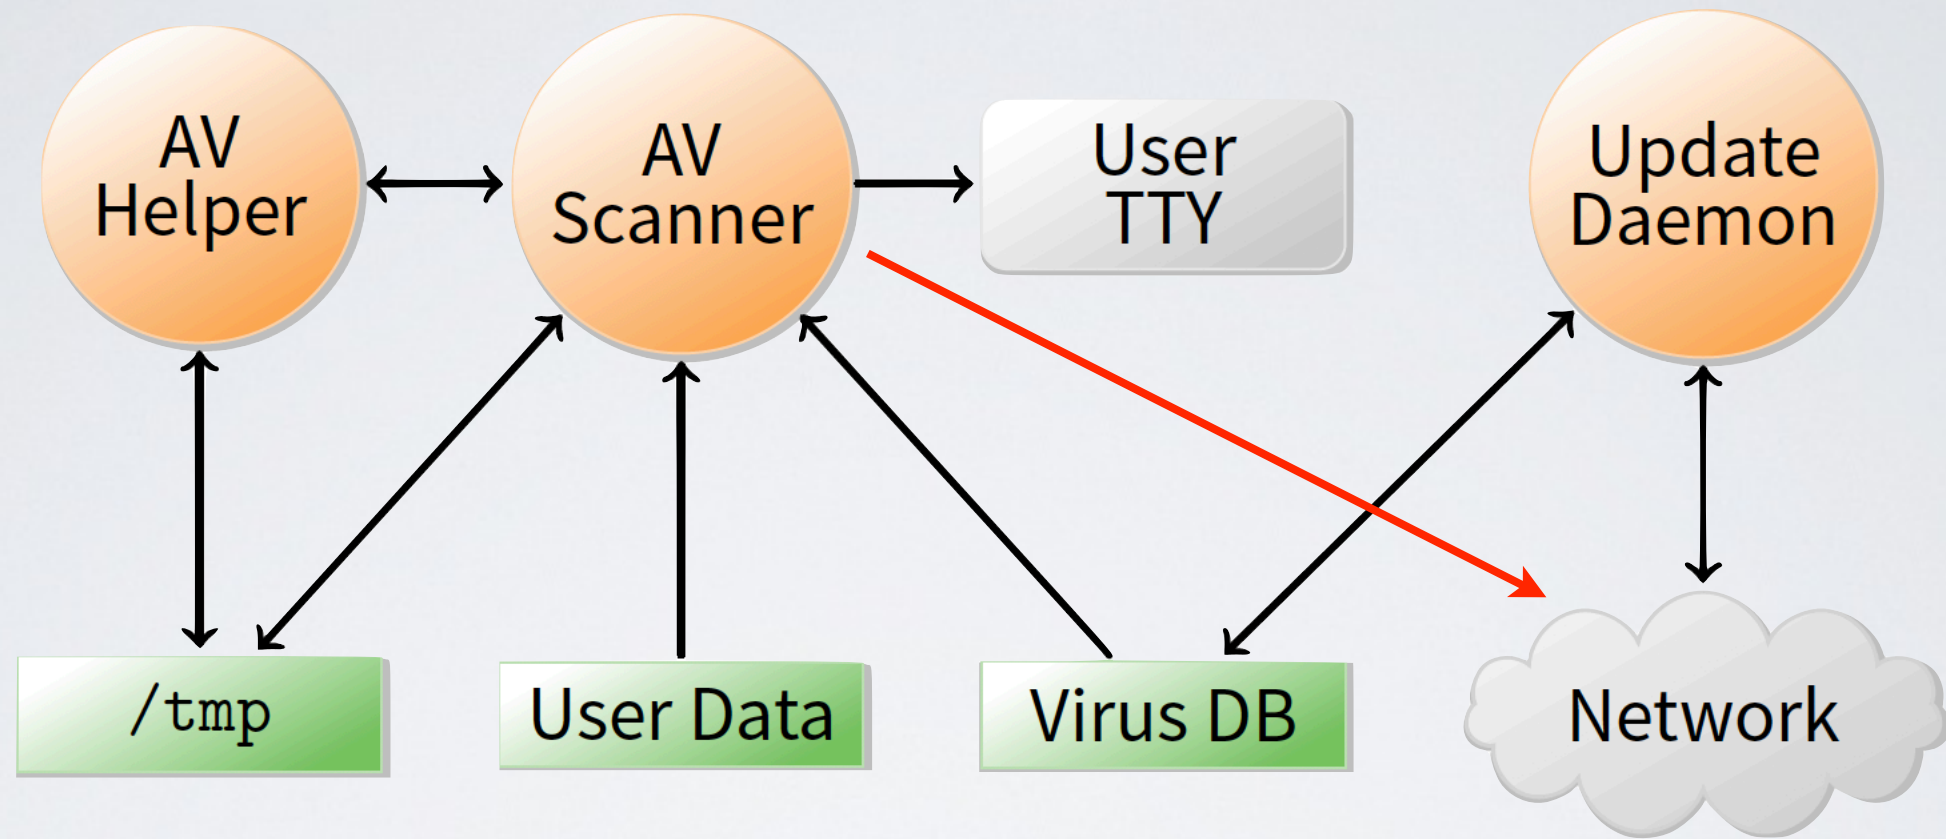 AV
Helper
AV
Scanner
User
TTY
Update
Daemon
/tmp
User Data
Virus DB
Network